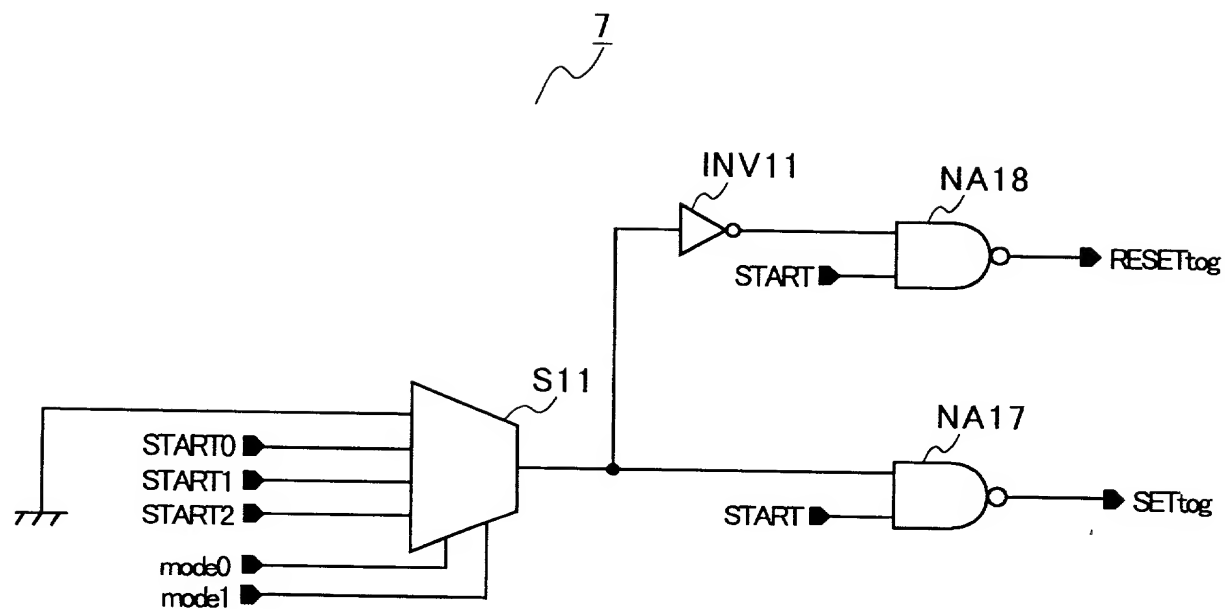 7
INV11
NA18
START
RESETtog
S11
START0
START1
START2
mode0
mode1
NA17
START
SETtog